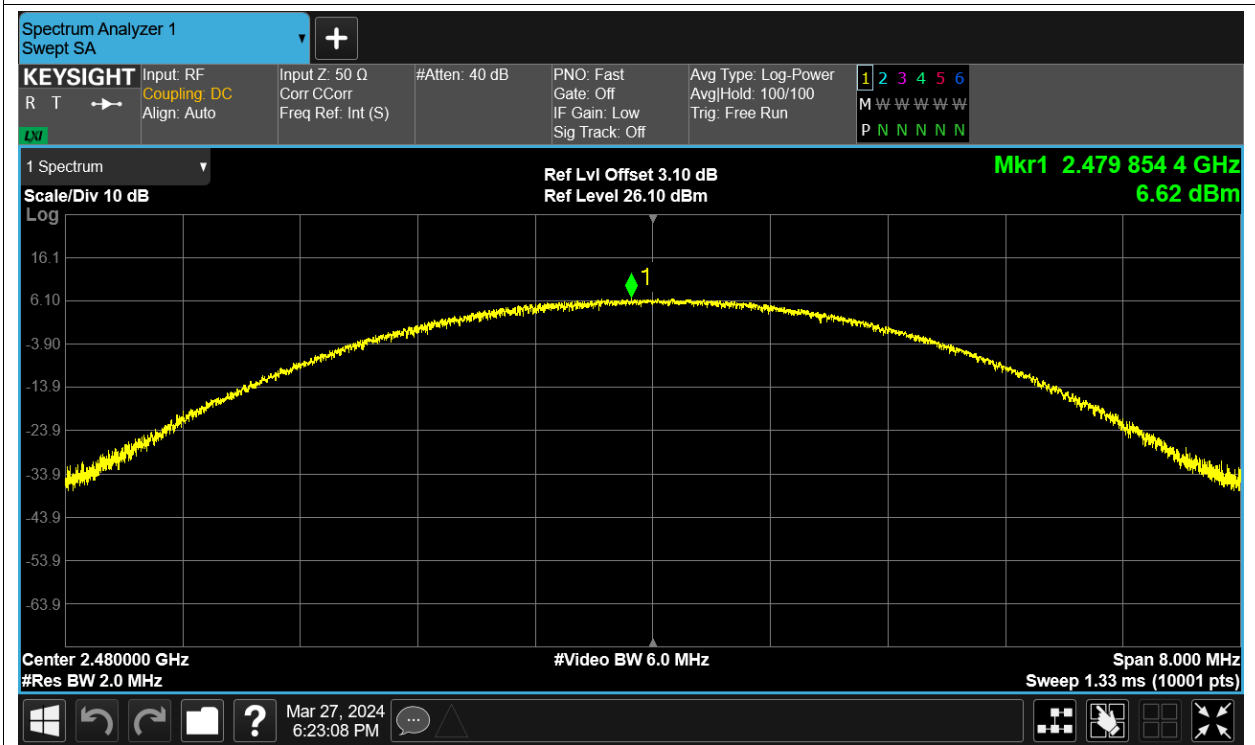 Spectrum Analyzer 1
Swept SA
KEYSIGHT
R T
LXI
Input: RF
Coupling: DC
Align: Auto
Input Z: 50 Ω
Corr CCorr
Freq Ref: Int (S)
#Atten: 40 dB
PNO: Fast
Gate: Off
IF Gain: Low
Sig Track: Off
Avg Type: Log-Power
Avg|Hold: 100/100
Trig: Free Run
1 2 3 4 5 6
M W W W W W
P N N N N N
1 Spectrum
Scale/Div 10 dB
Log
Ref Lvl Offset 3.10 dB
Ref Level 26.10 dBm
Mkr1 2.479 854 4 GHz
6.62 dBm
16.1
6.10
-3.90
-13.9
-23.9
-33.9
-43.9
-53.9
-63.9
1
Center 2.480000 GHz
#Res BW 2.0 MHz
#Video BW 6.0 MHz
Span 8.000 MHz
Sweep 1.33 ms (10001 pts)
?
Mar 27, 2024
6:23:08 PM